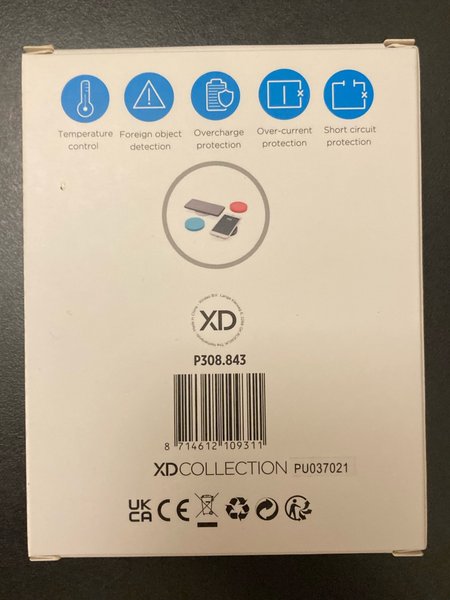 Temperature control
Foreign object detection
Overcharge protection
Over-current protection
Short circuit protection
XD
P308.843
8 714612 109311
XDCOLLECTION PU037021
UK
CA CE